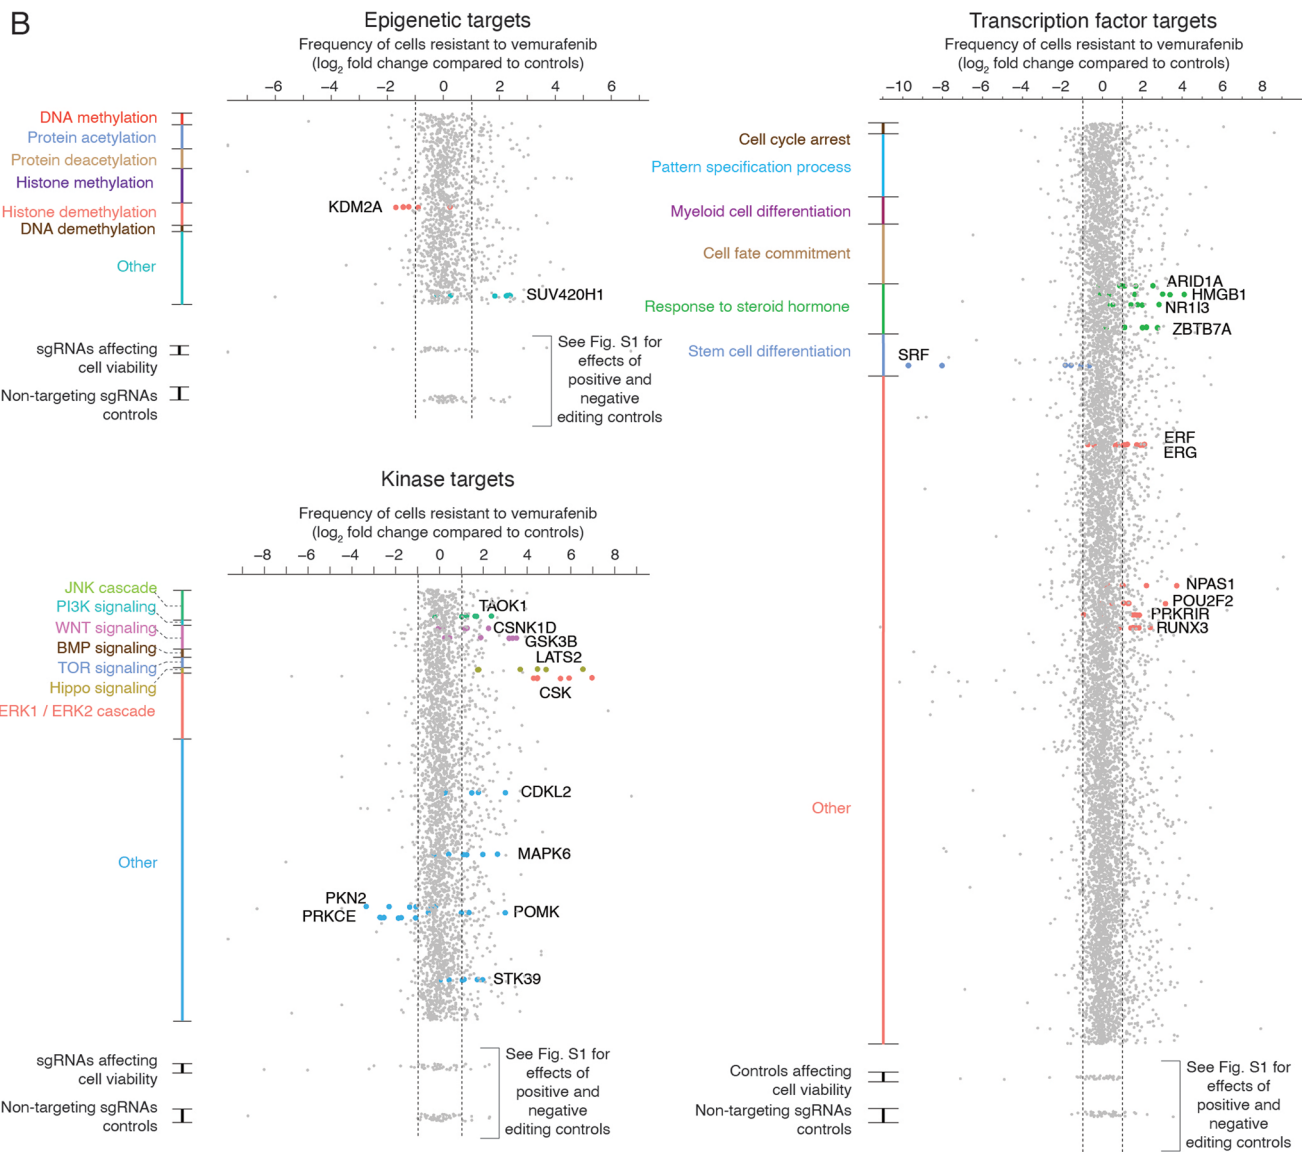 B
Epigenetic targets
Frequency of cells resistant to vemurafenib
(log2 fold change compared to controls)
−6 −4 −2 0 2 4 6
DNA methylation
Protein acetylation
Protein deacetylation
Histone methylation
Histone demethylation
DNA demethylation
Other
KDM2A
SUV420H1
sgRNAs affecting
cell viability
Non-targeting sgRNAs
controls
See Fig. S1 for
effects of
positive and
negative
editing controls
Kinase targets
Frequency of cells resistant to vemurafenib
(log2 fold change compared to controls)
−8 −6 −4 −2 0 2 4 6 8
JNK cascade
PI3K signaling
WNT signaling
BMP signaling
TOR signaling
Hippo signaling
ERK1 / ERK2 cascade
Other
TAOK1
CSNK1D
GSK3B
LATS2
CSK
CDKL2
MAPK6
PKN2
PRKCE
POMK
STK39
sgRNAs affecting
cell viability
Non-targeting sgRNAs
controls
See Fig. S1 for
effects of
positive and
negative
editing controls
Transcription factor targets
Frequency of cells resistant to vemurafenib
(log2 fold change compared to controls)
−10 −8 −6 −4 −2 0 2 4 6 8
Cell cycle arrest
Pattern specification process
Myeloid cell differentiation
Cell fate commitment
Response to steroid hormone
Stem cell differentiation
Other
ARID1A
HMGB1
NR1I3
ZBTB7A
SRF
ERF
ERG
NPAS1
POU2F2
PRKRIR
RUNX3
Controls affecting
cell viability
Non-targeting sgRNAs
controls
See Fig. S1 for
effects of
positive and
negative
editing controls